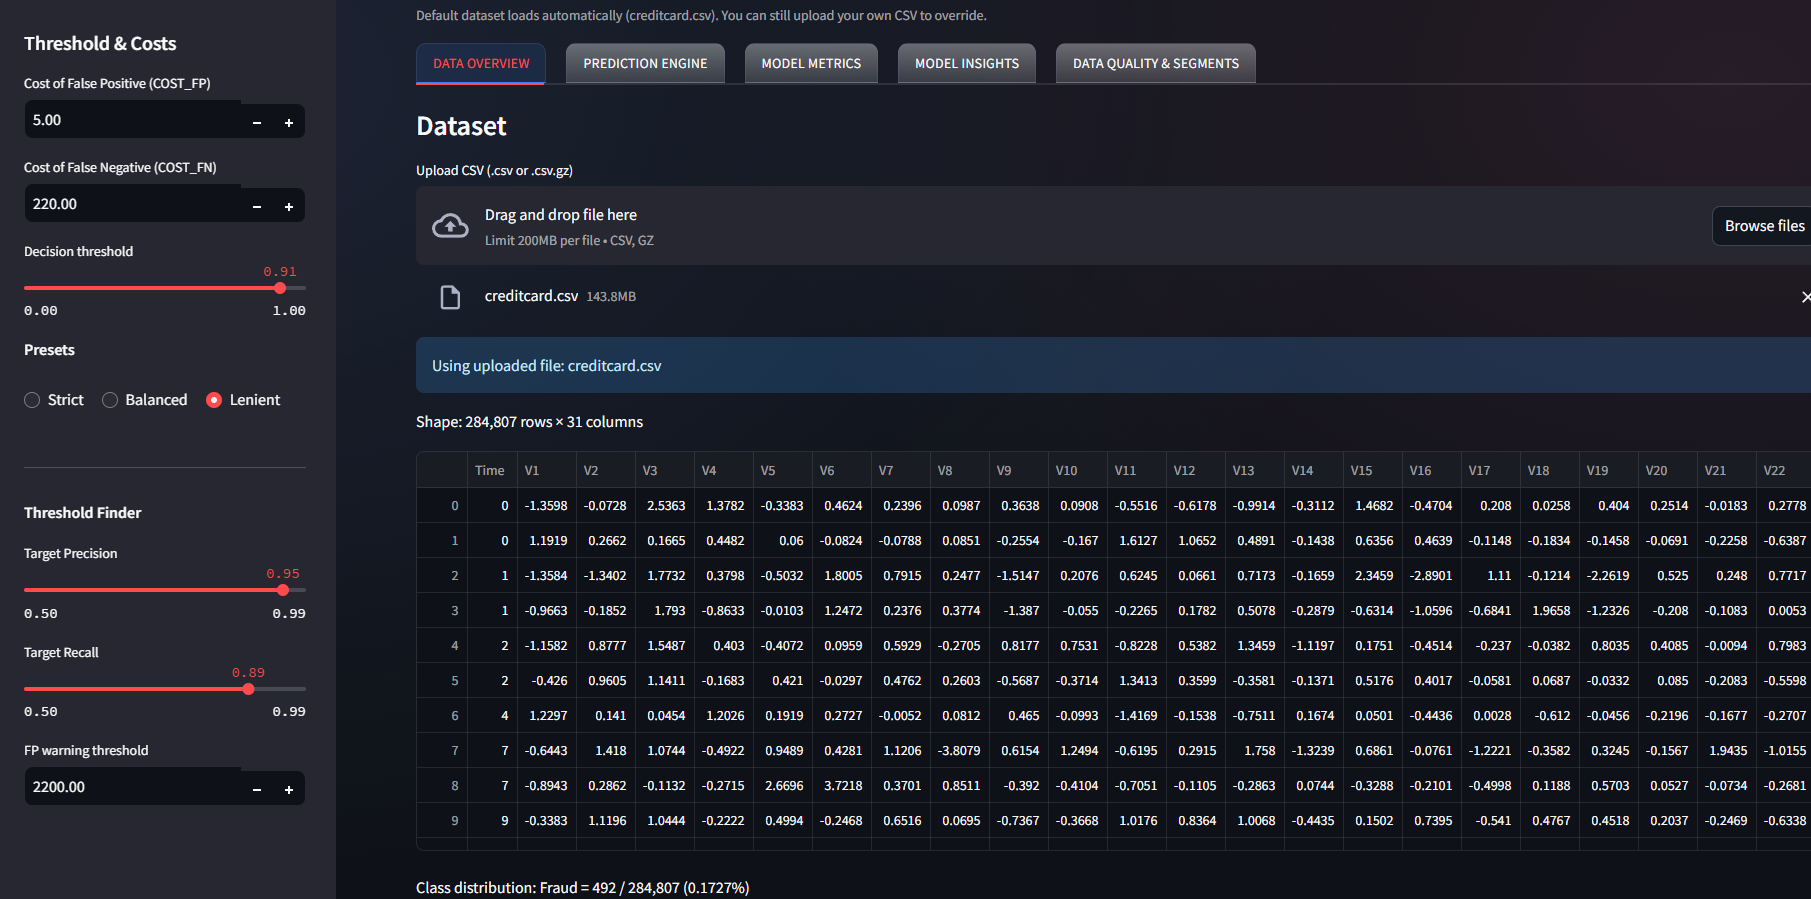 Threshold & Costs
Cost of False Positive (COST_FP)
5.00
Cost of False Negative (COST_FN)
220.00
Decision threshold
0.91
0.00 1.00
Presets
Strict Balanced Lenient
Threshold Finder
Target Precision
0.95
0.50 0.99
Target Recall
0.89
0.50 0.99
FP warning threshold
2200.00
Default dataset loads automatically (creditcard.csv). You can still upload your own CSV to override.
DATA OVERVIEW PREDICTION ENGINE MODEL METRICS MODEL INSIGHTS DATA QUALITY & SEGMENTS
Dataset
Upload CSV (.csv or .csv.gz)
Drag and drop file here
Limit 200MB per file • CSV, GZ
Browse files
creditcard.csv 143.8MB
Using uploaded file: creditcard.csv
Shape: 284,807 rows × 31 columns
Time V1 V2 V3 V4 V5 V6 V7 V8 V9 V10 V11 V12 V13 V14 V15 V16 V17 V18 V19 V20 V21 V22
0 0 -1.3598 -0.0728 2.5363 1.3782 -0.3383 0.4624 0.2396 0.0987 0.3638 0.0908 -0.5516 -0.6178 -0.9914 -0.3112 1.4682 -0.4704 0.208 0.0258 0.404 0.2514 -0.0183 0.2778
1 0 1.1919 0.2662 0.1665 0.4482 0.06 -0.0824 -0.0788 0.0851 -0.2554 -0.167 1.6127 1.0652 0.4891 -0.1438 0.6356 0.4639 -0.1148 -0.1834 -0.1458 -0.0691 -0.2258 -0.6387
2 1 -1.3584 -1.3402 1.7732 0.3798 -0.5032 1.8005 0.7915 0.2477 -1.5147 0.2076 0.6245 0.0661 0.7173 -0.1659 2.3459 -2.8901 1.11 -0.1214 -2.2619 0.525 0.248 0.7717
3 1 -0.9663 -0.1852 1.793 -0.8633 -0.0103 1.2472 0.2376 0.3774 -1.387 -0.055 -0.2265 0.1782 0.5078 -0.2879 -0.6314 -1.0596 -0.6841 1.9658 -1.2326 -0.208 -0.1083 0.0053
4 2 -1.1582 0.8777 1.5487 0.403 -0.4072 0.0959 0.5929 -0.2705 0.8177 0.7531 -0.8228 0.5382 1.3459 -1.1197 0.1751 -0.4514 -0.237 -0.0382 0.8035 0.4085 -0.0094 0.7983
5 2 -0.426 0.9605 1.1411 -0.1683 0.421 -0.0297 0.4762 0.2603 -0.5687 -0.3714 1.3413 0.3599 -0.3581 -0.1371 0.5176 0.4017 -0.0581 0.0687 -0.0332 0.085 -0.2083 -0.5598
6 4 1.2297 0.141 0.0454 1.2026 0.1919 0.2727 -0.0052 0.0812 0.465 -0.0993 -1.4169 -0.1538 -0.7511 0.1674 0.0501 -0.4436 0.0028 -0.612 -0.0456 -0.2196 -0.1677 -0.2707
7 7 -0.6443 1.418 1.0744 -0.4922 0.9489 0.4281 1.1206 -3.8079 0.6154 1.2494 -0.6195 0.2915 1.758 -1.3239 0.6861 -0.0761 -1.2221 -0.3582 0.3245 -0.1567 1.9435 -1.0155
8 7 -0.8943 0.2862 -0.1132 -0.2715 2.6696 3.7218 0.3701 0.8511 -0.392 -0.4104 -0.7051 -0.1105 -0.2863 0.0744 -0.3288 -0.2101 -0.4998 0.1188 0.5703 0.0527 -0.0734 -0.2681
9 9 -0.3383 1.1196 1.0444 -0.2222 0.4994 -0.2468 0.6516 0.0695 -0.7367 -0.3668 1.0176 0.8364 1.0068 -0.4435 0.1502 0.7395 -0.541 0.4767 0.4518 0.2037 -0.2469 -0.6338
Class distribution: Fraud = 492 / 284,807 (0.1727%)